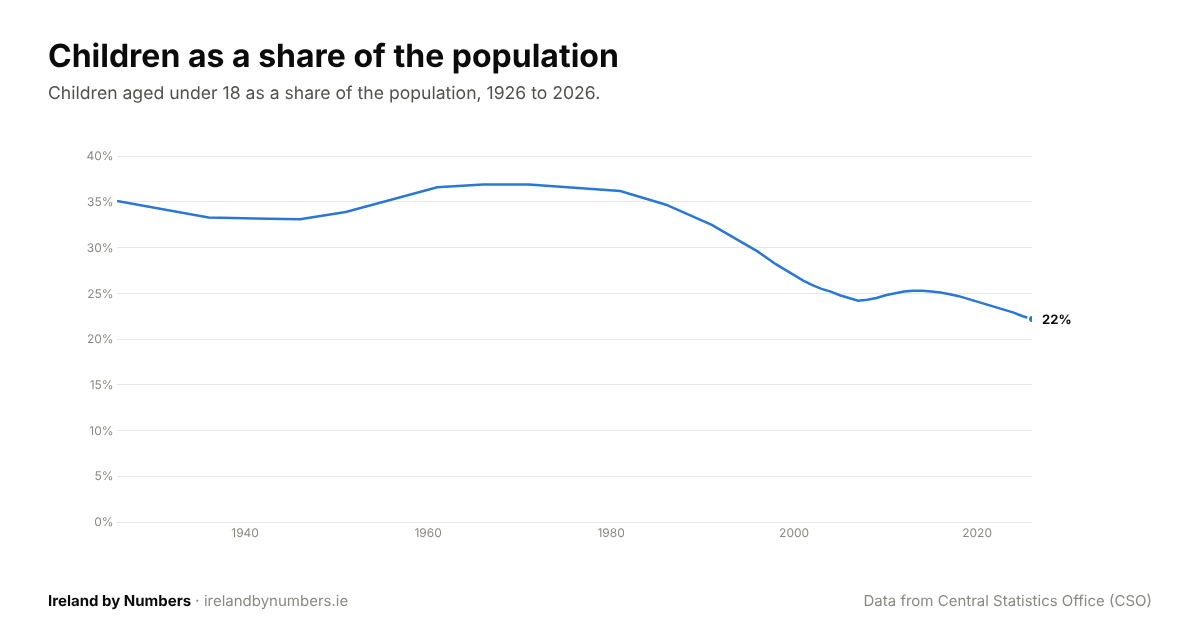 Children as a share of the population
Children aged under 18 as a share of the population, 1926 to 2026.
40%
35%
30%
25%
22%
20%
15%
10%
5%
0%
1940 1960 1980 2000 2020
Ireland by Numbers · irelandbynumbers.ie
Data from Central Statistics Office (CSO)